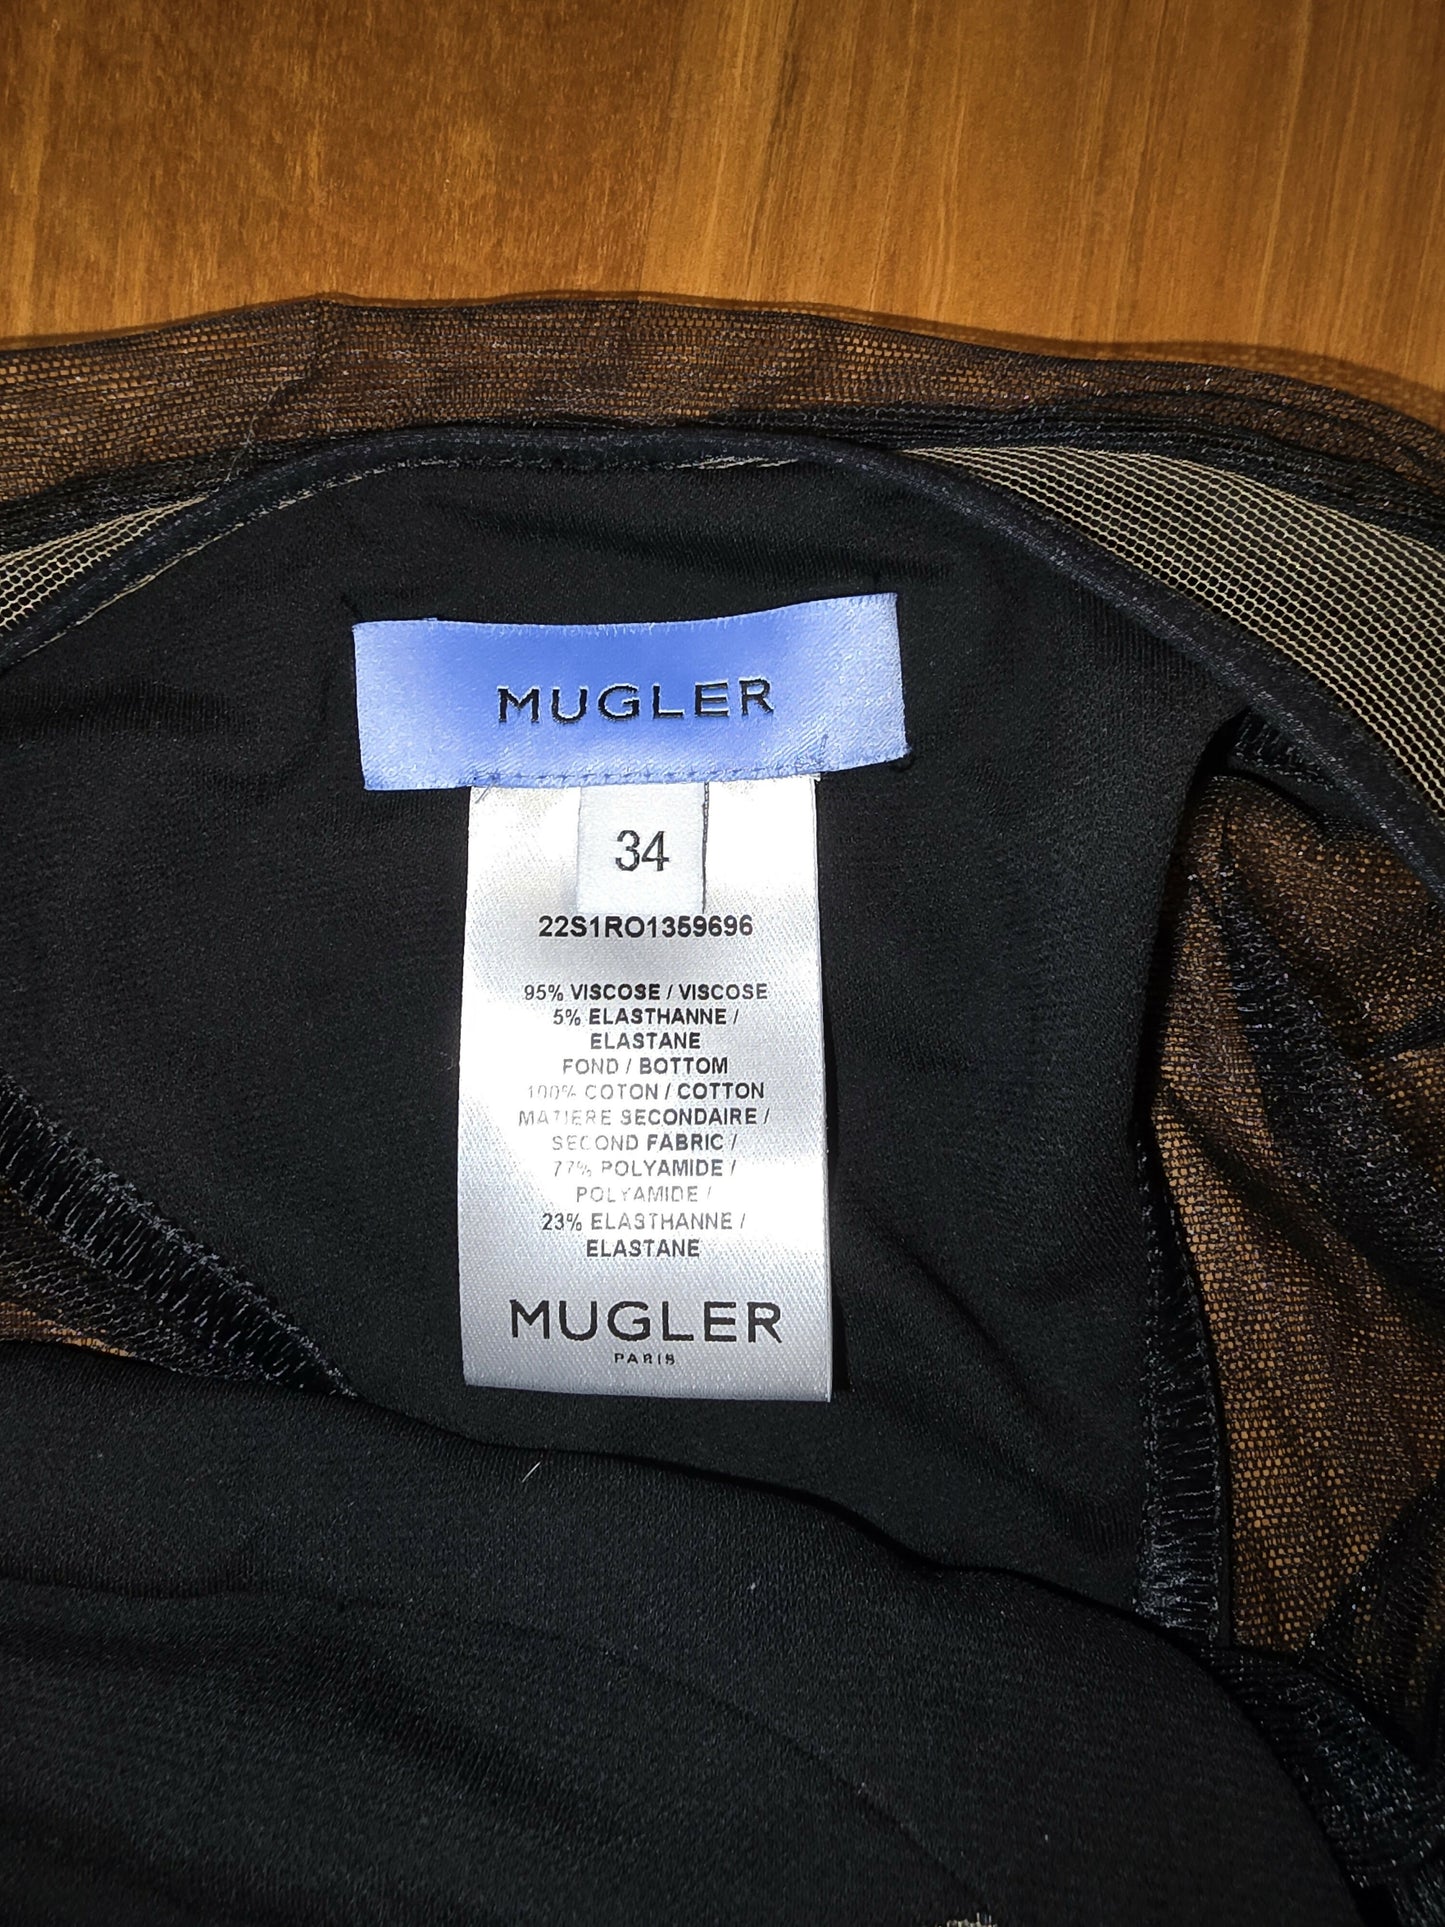 MUGLER
34
22S1RO1359696
95% VISCOSE / VISCOSE
5% ELASTHANNE /
ELASTANE
FOND / BOTTOM
100% COTON / COTTON
MATIERE SECONDAIRE /
SECOND FABRIC /
77% POLYAMIDE /
POLYAMIDE /
23% ELASTHANNE /
ELASTANE
MUGLER
PARIS